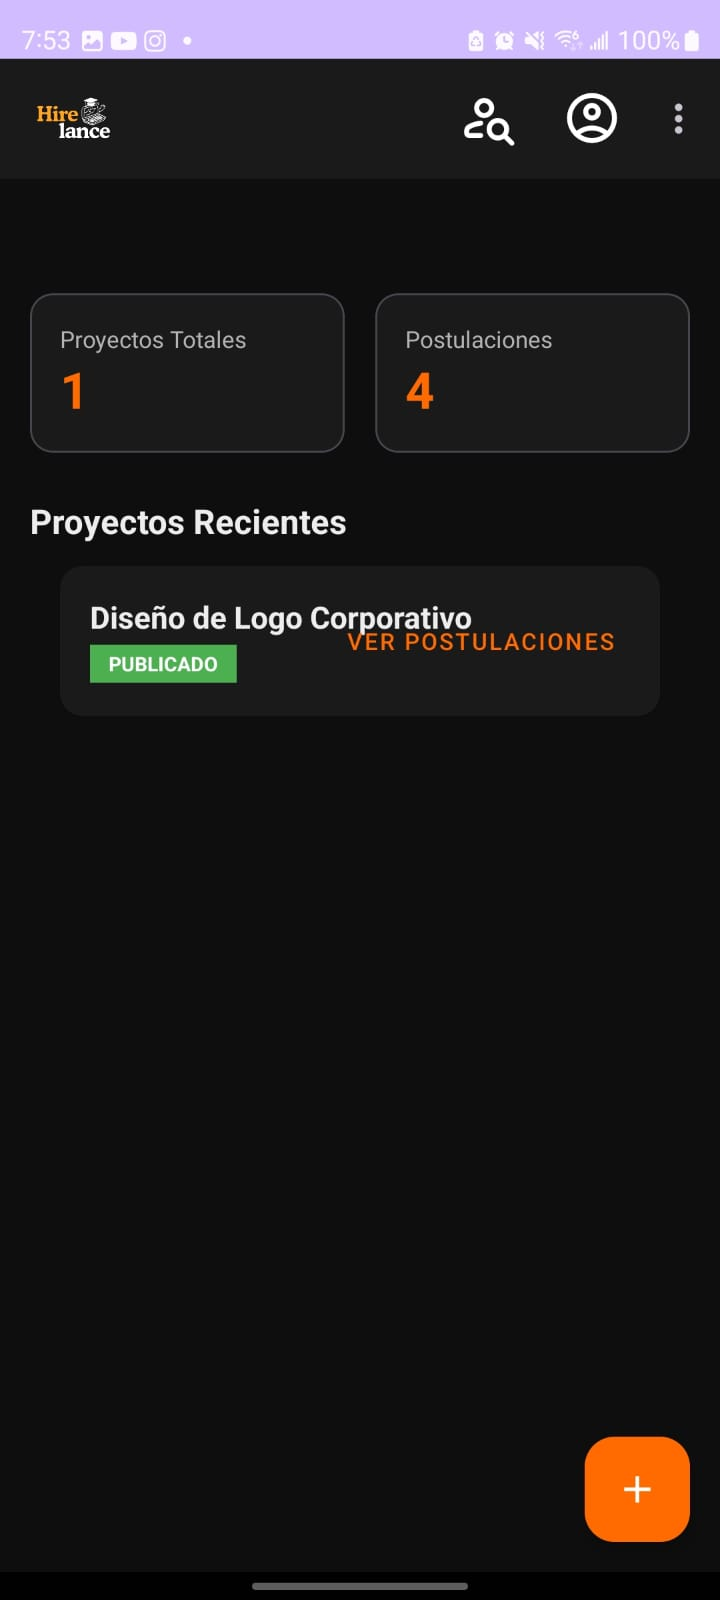 7:53
100%
Hire
lance
Proyectos Totales
1
Postulaciones
4
Proyectos Recientes
Diseño de Logo Corporativo
VER POSTULACIONES
PUBLICADO
+